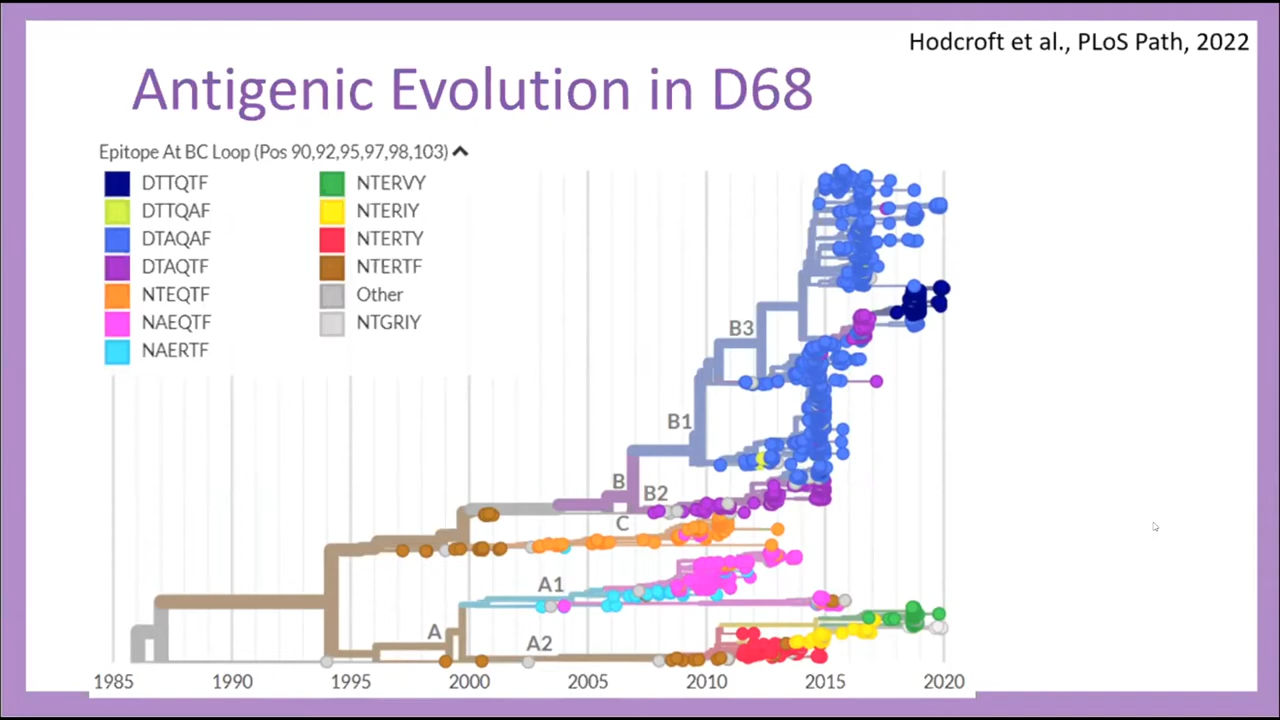 Hodcroft et al., PLoS Path, 2022
Antigenic Evolution in D68
Epitope At BC Loop (Pos 90,92,95,97,98,103)
DTTQTF
DTTQAF
DTAQAF
DTAQTF
NTEQTF
NAEQTF
NAERTF
NTERVY
NTERIY
NTERTY
NTERTF
Other
NTGRIY
B3
B1
B
B2
C
A1
A
A2
1985 1990 1995 2000 2005 2010 2015 2020